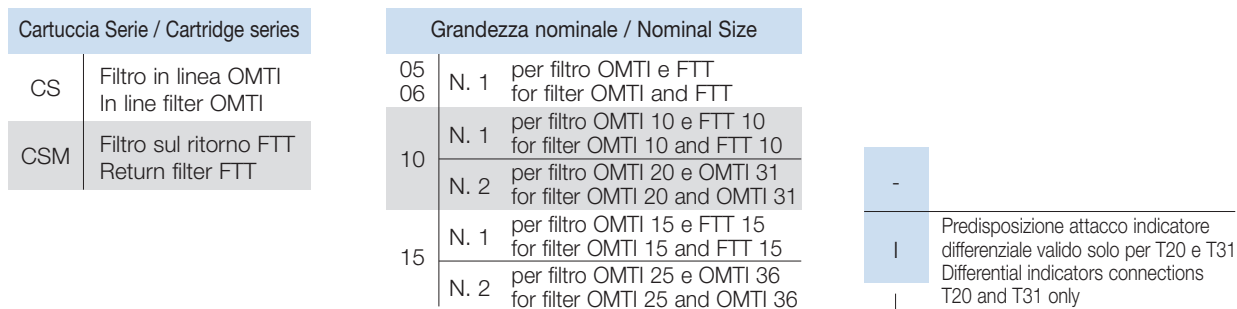 Cartuccia Serie / Cartridge series
CS
Filtro in linea OMTI
In line filter OMTI
CSM
Filtro sul ritorno FTT
Return filter FTT
Grandezza nominale / Nominal Size
05
06
N. 1
per filtro OMTI e FTT
for filter OMTI and FTT
10
N. 1
per filtro OMTI 10 e FTT 10
for filter OMTI 10 and FTT 10
N. 2
per filtro OMTI 20 e OMTI 31
for filter OMTI 20 and OMTI 31
15
N. 1
per filtro OMTI 15 e FTT 15
for filter OMTI 15 and FTT 15
N. 2
per filtro OMTI 25 e OMTI 36
for filter OMTI 25 and OMTI 36
-
I
Predisposizione attacco indicatore
differenziale valido solo per T20 e T31
Differential indicators connections
T20 and T31 only